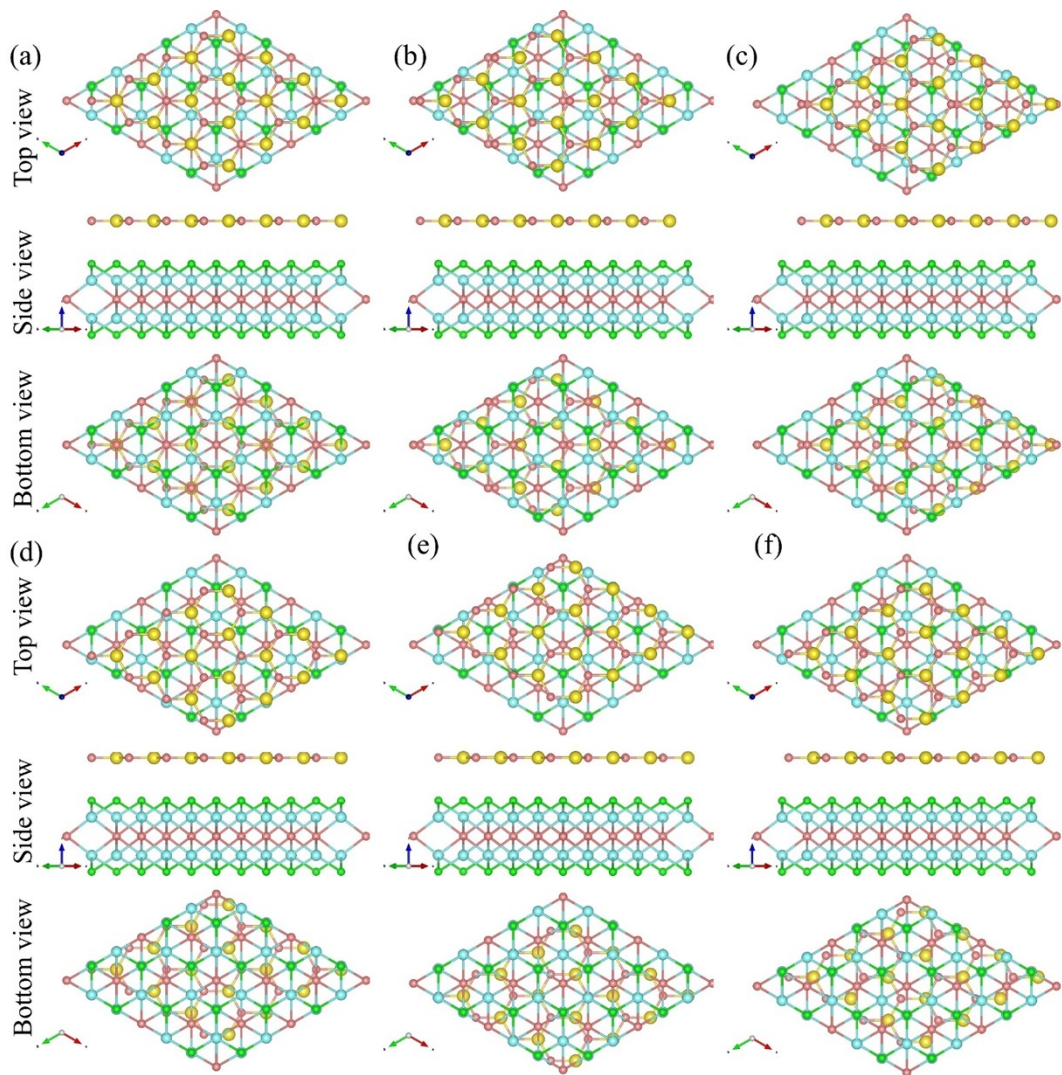 (a)
(b)
(c)
Top view
Side view
Bottom view
(d)
(e)
(f)
Top view
Side view
Bottom view